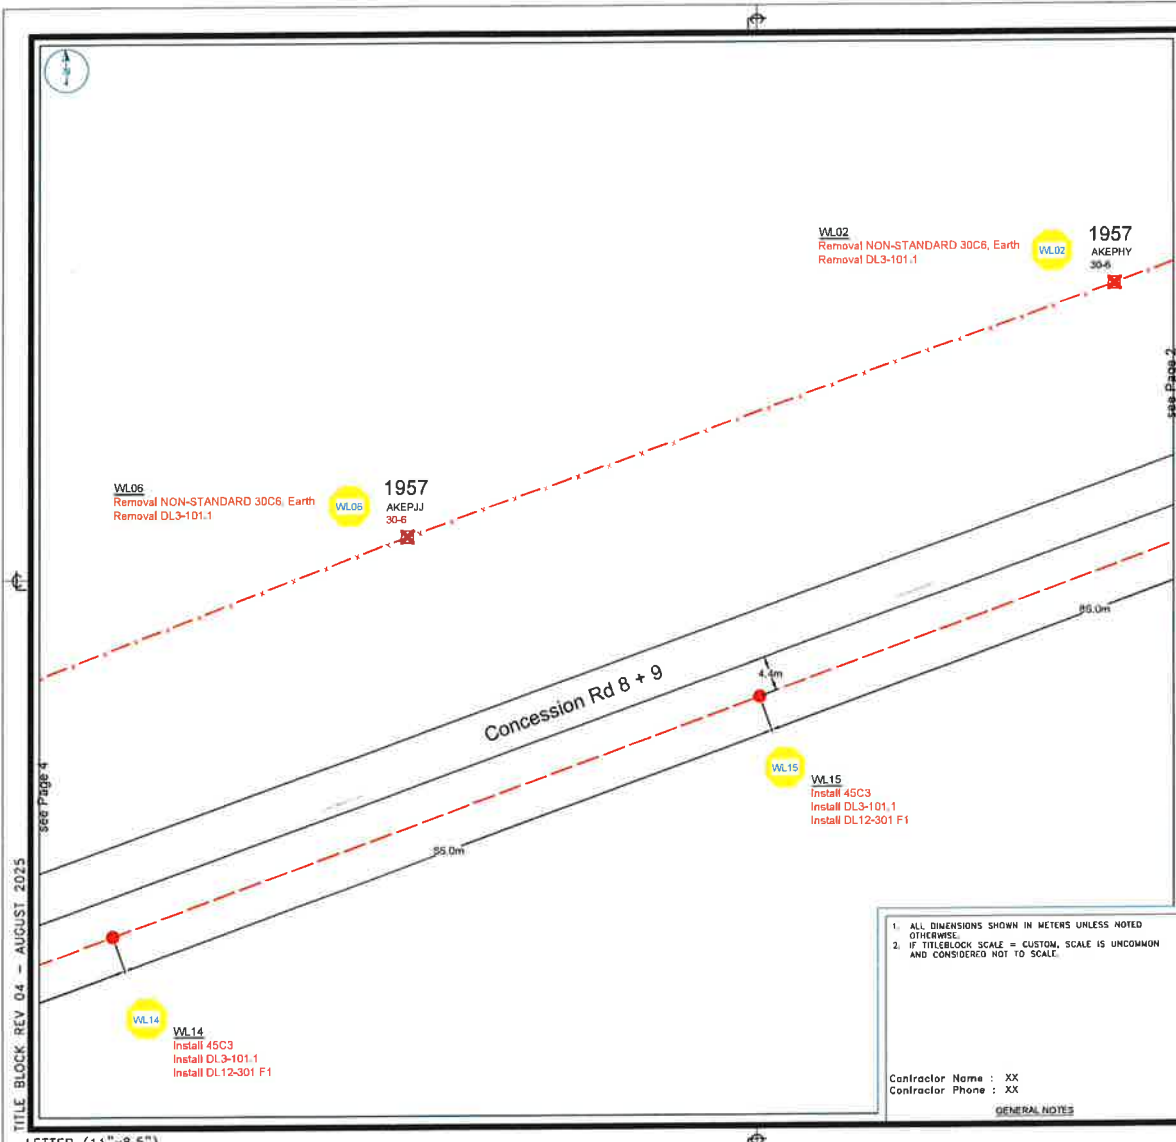 N
WL02
Removal NON-STANDARD 30C6, Earth
Removal DL3-101.1
WL02
1957
AKEPHY
30-6
see Page 2
WL06
Removal NON-STANDARD 30C6, Earth
Removal DL3-101.1
WL06
1957
AKEPJJ
30-6
86.0m
4.4m
Concession Rd 8 + 9
WL15
WL15
Install 45C3
Install DL3-101.1
Install DL12-301 F1
see Page 4
85.0m
WL14
WL14
Install 45C3
Install DL3-101.1
Install DL12-301 F1
1. ALL DIMENSIONS SHOWN IN METERS UNLESS NOTED
OTHERWISE.
2. IF TITLEBLOCK SCALE = CUSTOM, SCALE IS UNCOMMON
AND CONSIDERED NOT TO SCALE.
Contractor Name : XX
Contractor Phone : XX
GENERAL NOTES
TITLE BLOCK REV 04 - AUGUST 2025
LETTER (11"x8.5")